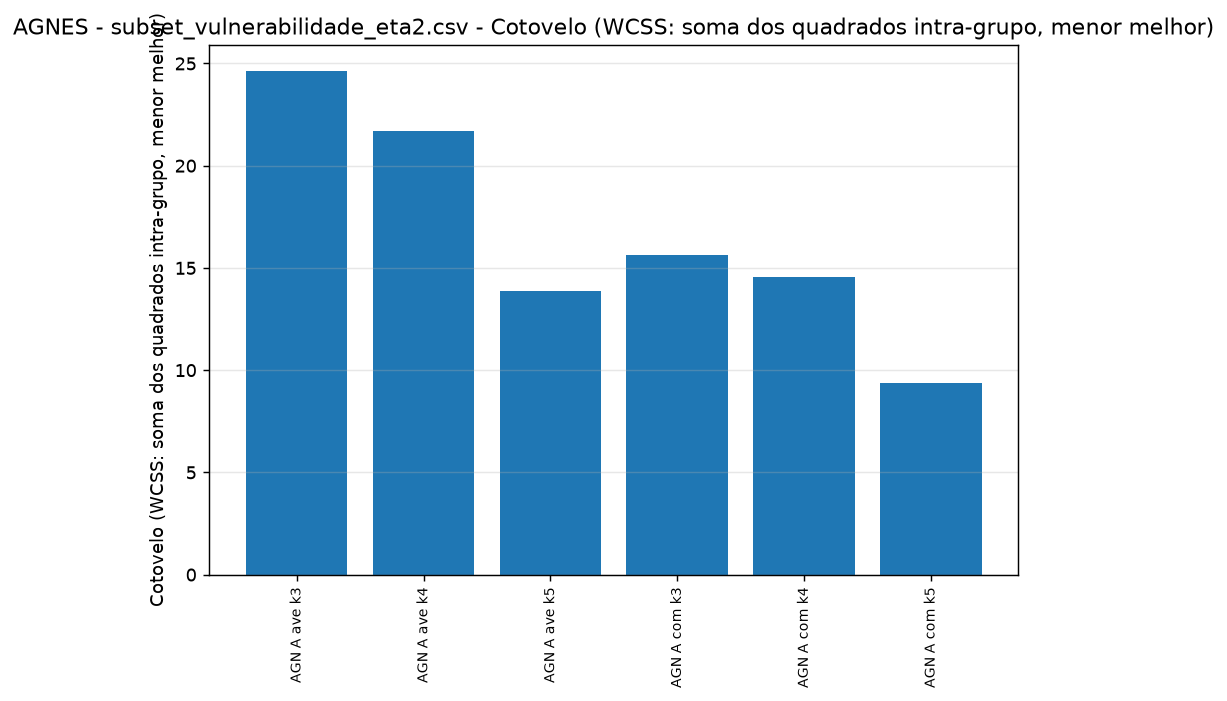 AGNES - subset_vulnerabilidade_eta2.csv - Cotovelo (WCSS: soma dos quadrados intra-grupo, menor melhor)
Cotovelo (WCSS: soma dos quadrados intra-grupo, menor melhor)
25
20
15
10
5
0
AGN A ave k3
AGN A ave k4
AGN A ave k5
AGN A com k3
AGN A com k4
AGN A com k5